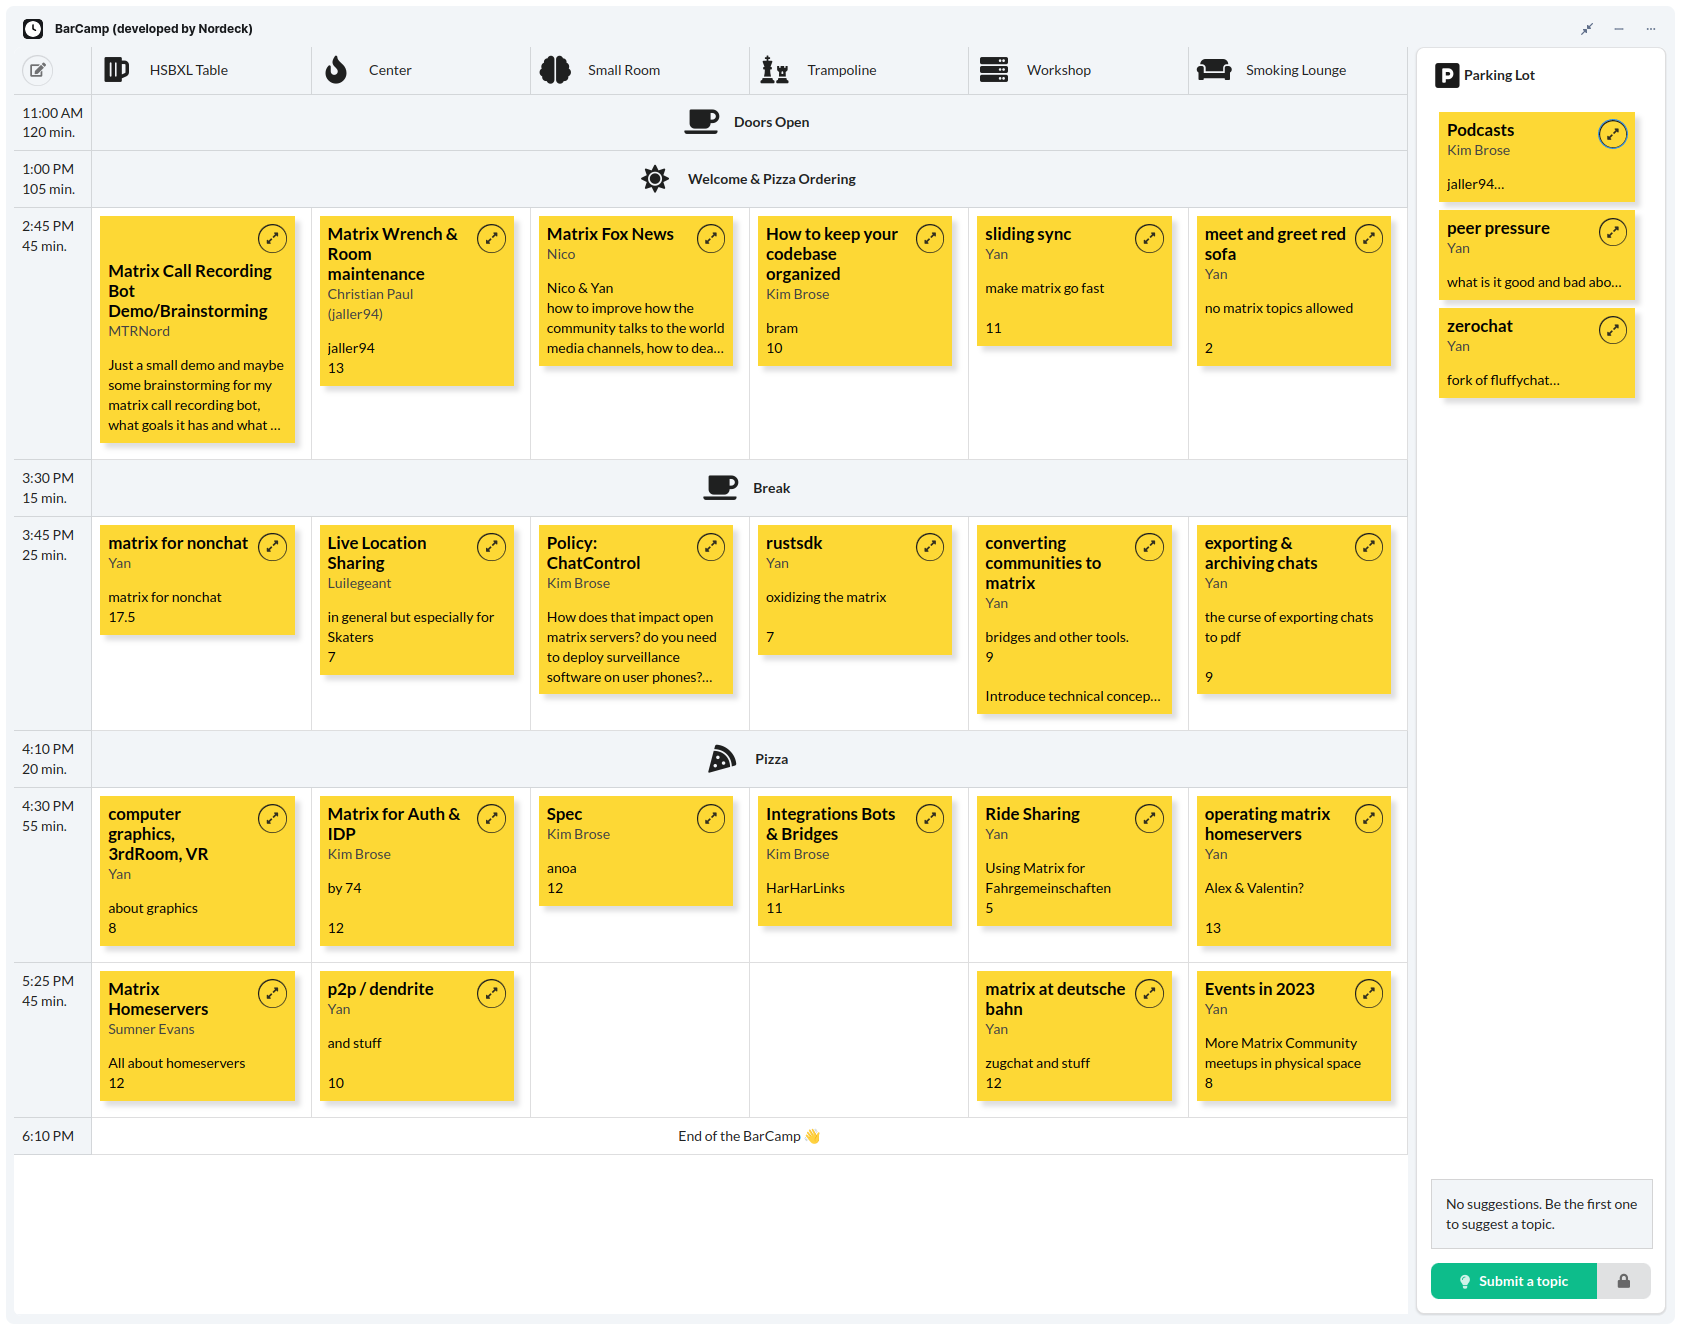 BarCamp (developed by Nordeck)
HSBXL Table
Center
Small Room
Trampoline
Workshop
Smoking Lounge
11:00 AM
120 min.
Doors Open
1:00 PM
105 min.
Welcome & Pizza Ordering
2:45 PM
45 min.
Matrix Call Recording
Bot
Demo/Brainstorming
MTRNord
Just a small demo and maybe
some brainstorming for my
matrix call recording bot,
what goals it has and what ...
Matrix Wrench &
Room
maintenance
Christian Paul
(jaller94)
jaller94
13
Matrix Fox News
Nico
Nico & Yan
how to improve how the
community talks to the world
media channels, how to dea...
How to keep your
codebase
organized
Kim Brose
bram
10
sliding sync
Yan
make matrix go fast
11
meet and greet red
sofa
Yan
no matrix topics allowed
2
3:30 PM
15 min.
Break
3:45 PM
25 min.
matrix for nonchat
Yan
matrix for nonchat
17.5
Live Location
Sharing
Luilegeant
in general but especially for
Skaters
7
Policy:
ChatControl
Kim Brose
How does that impact open
matrix servers? do you need
to deploy surveillance
software on user phones?...
rustsdk
Yan
oxidizing the matrix
7
converting
communities to
matrix
Yan
bridges and other tools.
9
Introduce technical concep...
exporting &
archiving chats
Yan
the curse of exporting chats
to pdf
9
4:10 PM
20 min.
Pizza
4:30 PM
55 min.
computer
graphics,
3rdRoom, VR
Yan
about graphics
8
Matrix for Auth &
IDP
Kim Brose
by 74
12
Spec
Kim Brose
anoa
12
Integrations Bots
& Bridges
Kim Brose
HarHarLinks
11
Ride Sharing
Yan
Using Matrix for
Fahrgemeinschaften
5
operating matrix
homeservers
Yan
Alex & Valentin?
13
5:25 PM
45 min.
Matrix
Homeservers
Sumner Evans
All about homeservers
12
p2p / dendrite
Yan
and stuff
10
matrix at deutsche
bahn
Yan
zugchat and stuff
12
Events in 2023
Yan
More Matrix Community
meetups in physical space
8
6:10 PM
End of the BarCamp 👋
P Parking Lot
Podcasts
Kim Brose
jaller94...
peer pressure
Yan
what is it good and bad abo...
zerochat
Yan
fork of fluffychat...
No suggestions. Be the first one
to suggest a topic.
Submit a topic